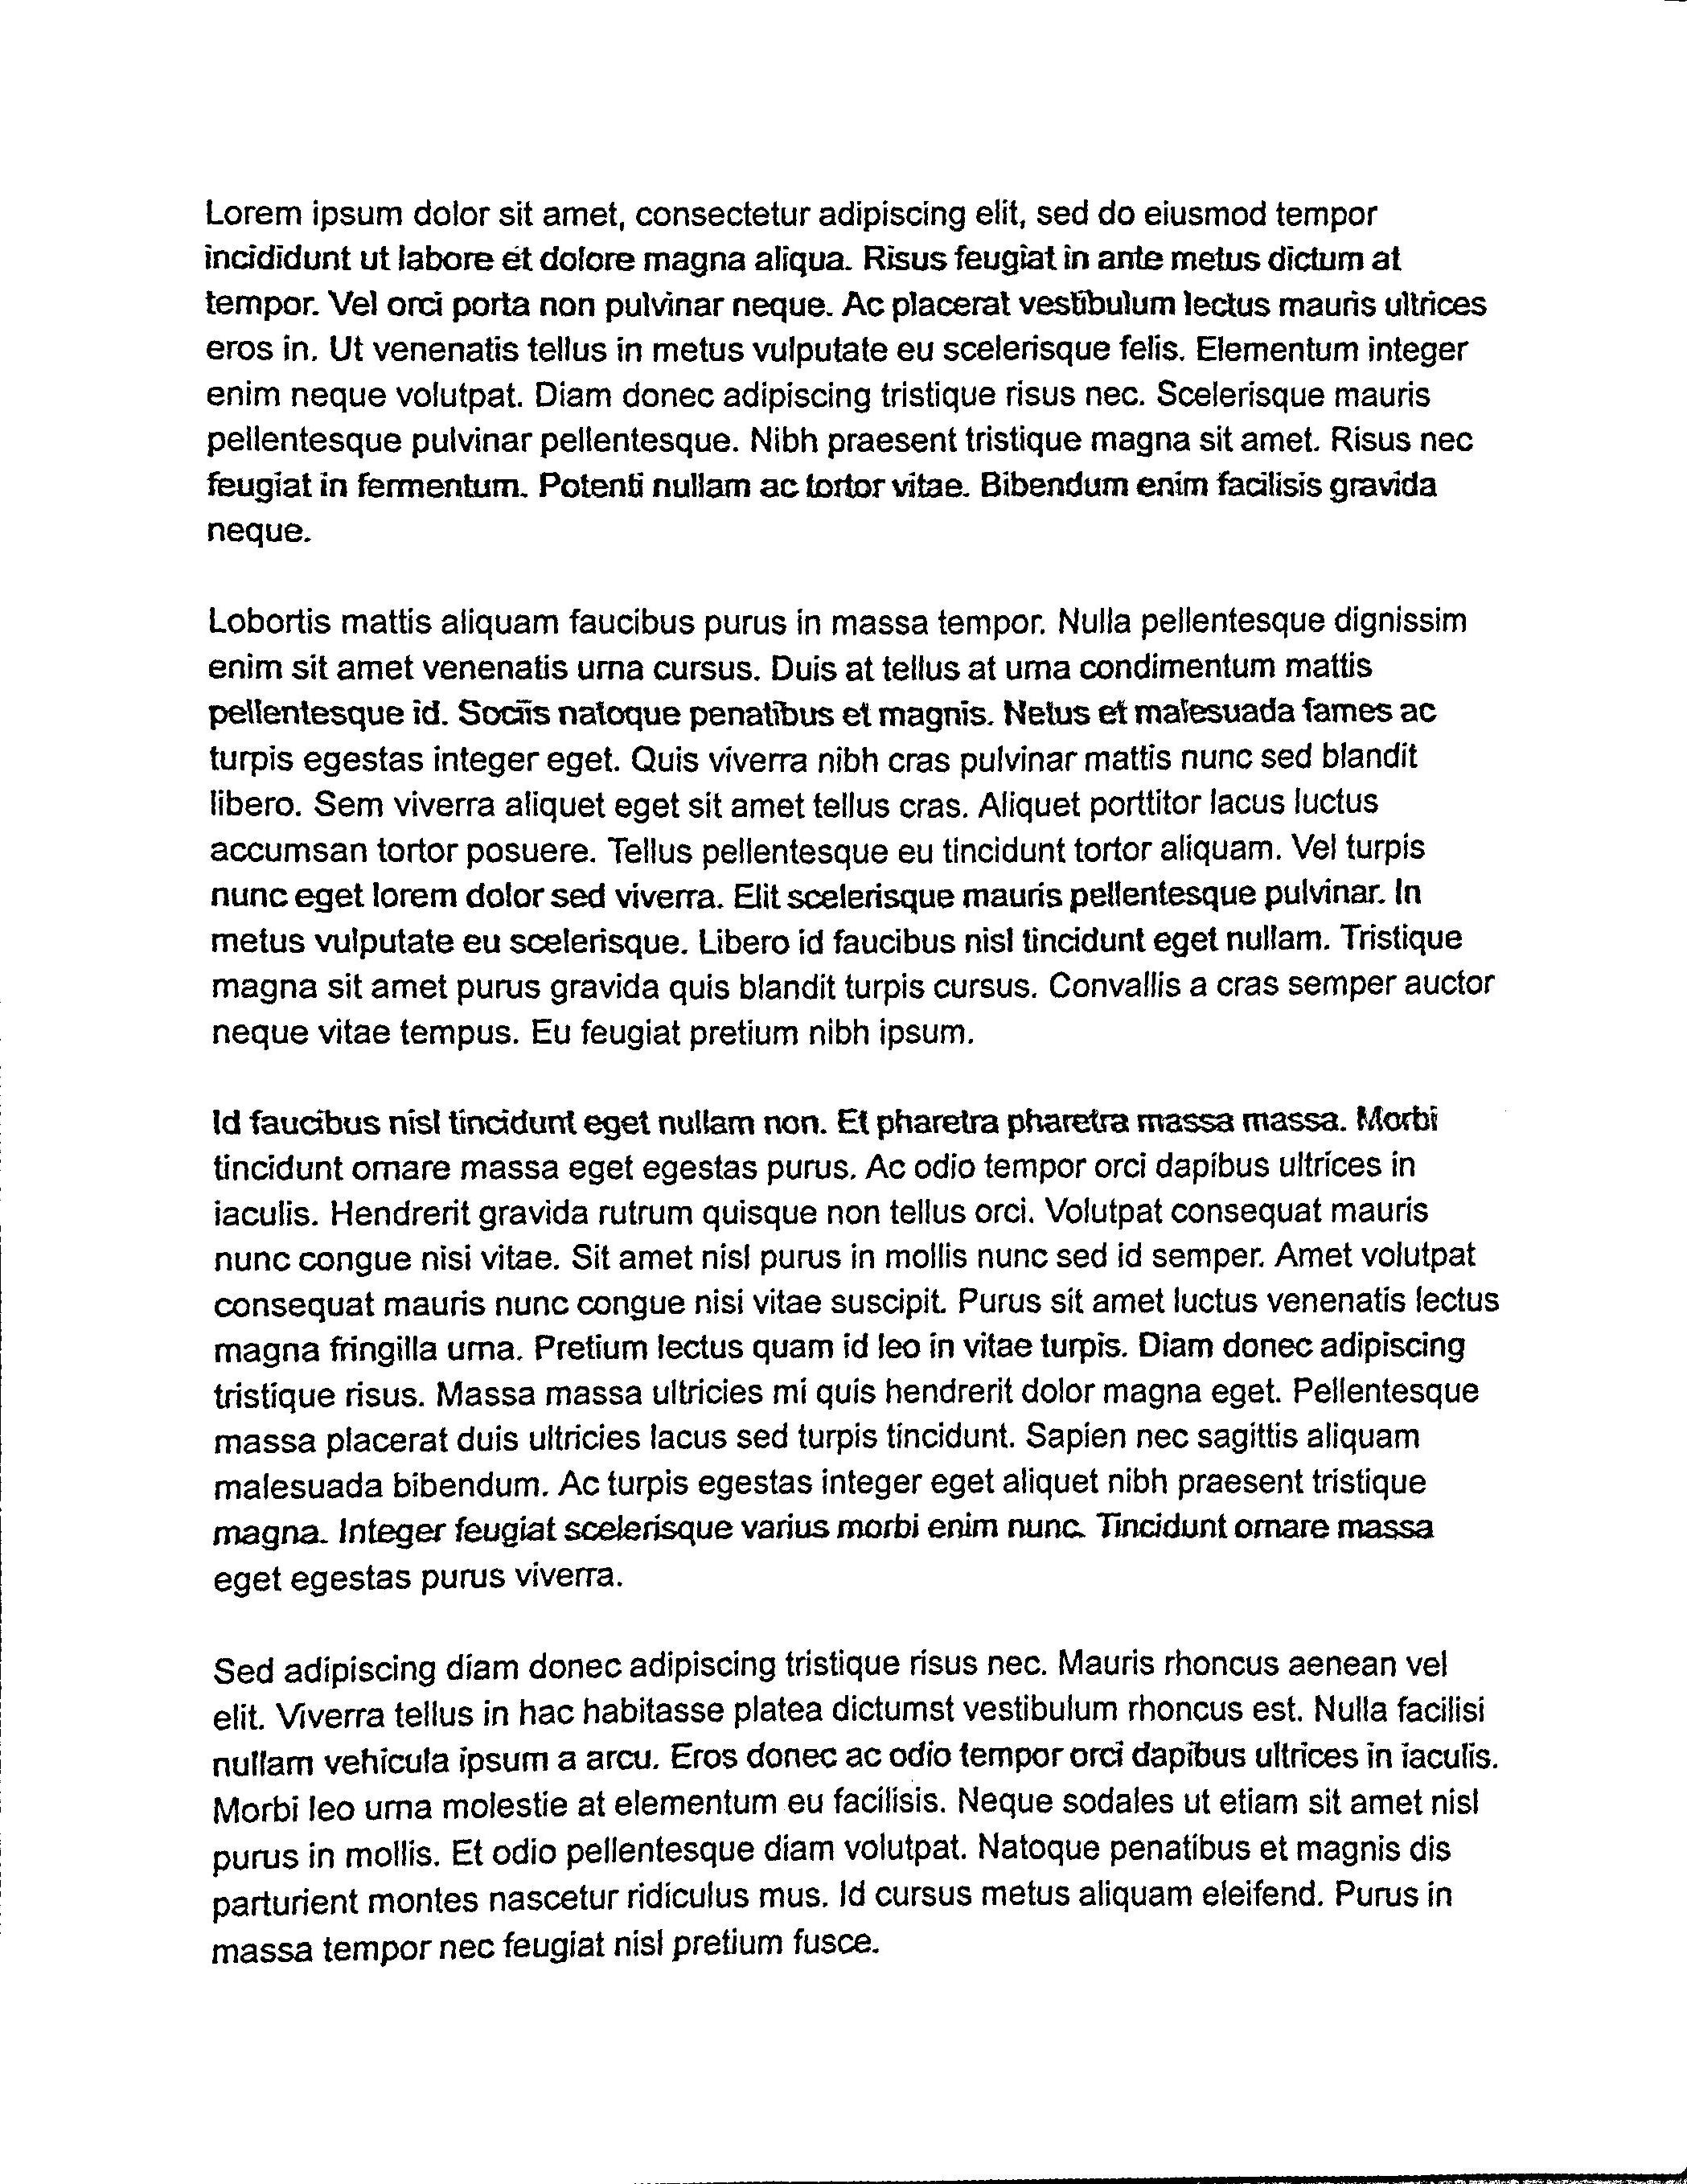 Lorem ipsum dolor sit amet, consectetur adipiscing elit, sed do eiusmod tempor
incididunt ut labore et dolore magna aliqua. Risus feugiat in ante metus dictum at
tempor. Vel orci porta non pulvinar neque. Ac placerat vestibulum lectus mauris ultrices
eros in. Ut venenatis tellus in metus vulputate eu scelerisque felis. Elementum integer
enim neque volutpat. Diam donec adipiscing tristique risus nec. Scelerisque mauris
pellentesque pulvinar pellentesque. Nibh praesent tristique magna sit amet. Risus nec
feugiat in fermentum. Potenti nullam ac tortor vitae. Bibendum enim facilisis gravida
neque.

Lobortis mattis aliquam faucibus purus in massa tempor. Nulla pellentesque dignissim
enim sit amet venenatis urna cursus. Duis at tellus at urna condimentum mattis
pellentesque id. Sociis natoque penatibus et magnis. Netus et malesuada fames ac
turpis egestas integer eget. Quis viverra nibh cras pulvinar mattis nunc sed blandit
libero. Sem viverra aliquet eget sit amet tellus cras. Aliquet porttitor lacus luctus
accumsan tortor posuere. Tellus pellentesque eu tincidunt tortor aliquam. Vel turpis
nunc eget lorem dolor sed viverra. Elit scelerisque mauris pellentesque pulvinar. In
metus vulputate eu scelerisque. Libero id faucibus nisl tincidunt eget nullam. Tristique
magna sit amet purus gravida quis blandit turpis cursus. Convallis a cras semper auctor
neque vitae tempus. Eu feugiat pretium nibh ipsum.

Id faucibus nisl tincidunt eget nullam non. Et pharetra pharetra massa massa. Morbi
tincidunt ornare massa eget egestas purus. Ac odio tempor orci dapibus ultrices in
iaculis. Hendrerit gravida rutrum quisque non tellus orci. Volutpat consequat mauris
nunc congue nisi vitae. Sit amet nisl purus in mollis nunc sed id semper. Amet volutpat
consequat mauris nunc congue nisi vitae suscipit. Purus sit amet luctus venenatis lectus
magna fringilla urna. Pretium lectus quam id leo in vitae turpis. Diam donec adipiscing
tristique risus. Massa massa ultricies mi quis hendrerit dolor magna eget. Pellentesque
massa placerat duis ultricies lacus sed turpis tincidunt. Sapien nec sagittis aliquam
malesuada bibendum. Ac turpis egestas integer eget aliquet nibh praesent tristique
magna. Integer feugiat scelerisque varius morbi enim nunc. Tincidunt ornare massa
eget egestas purus viverra.

Sed adipiscing diam donec adipiscing tristique risus nec. Mauris rhoncus aenean vel
elit. Viverra tellus in hac habitasse platea dictumst vestibulum rhoncus est. Nulla facilisi
nullam vehicula ipsum a arcu. Eros donec ac odio tempor orci dapibus ultrices in iaculis.
Morbi leo urna molestie at elementum eu facilisis. Neque sodales ut etiam sit amet nisl
purus in mollis. Et odio pellentesque diam volutpat. Natoque penatibus et magnis dis
parturient montes nascetur ridiculus mus. Id cursus metus aliquam eleifend. Purus in
massa tempor nec feugiat nisl pretium fusce.